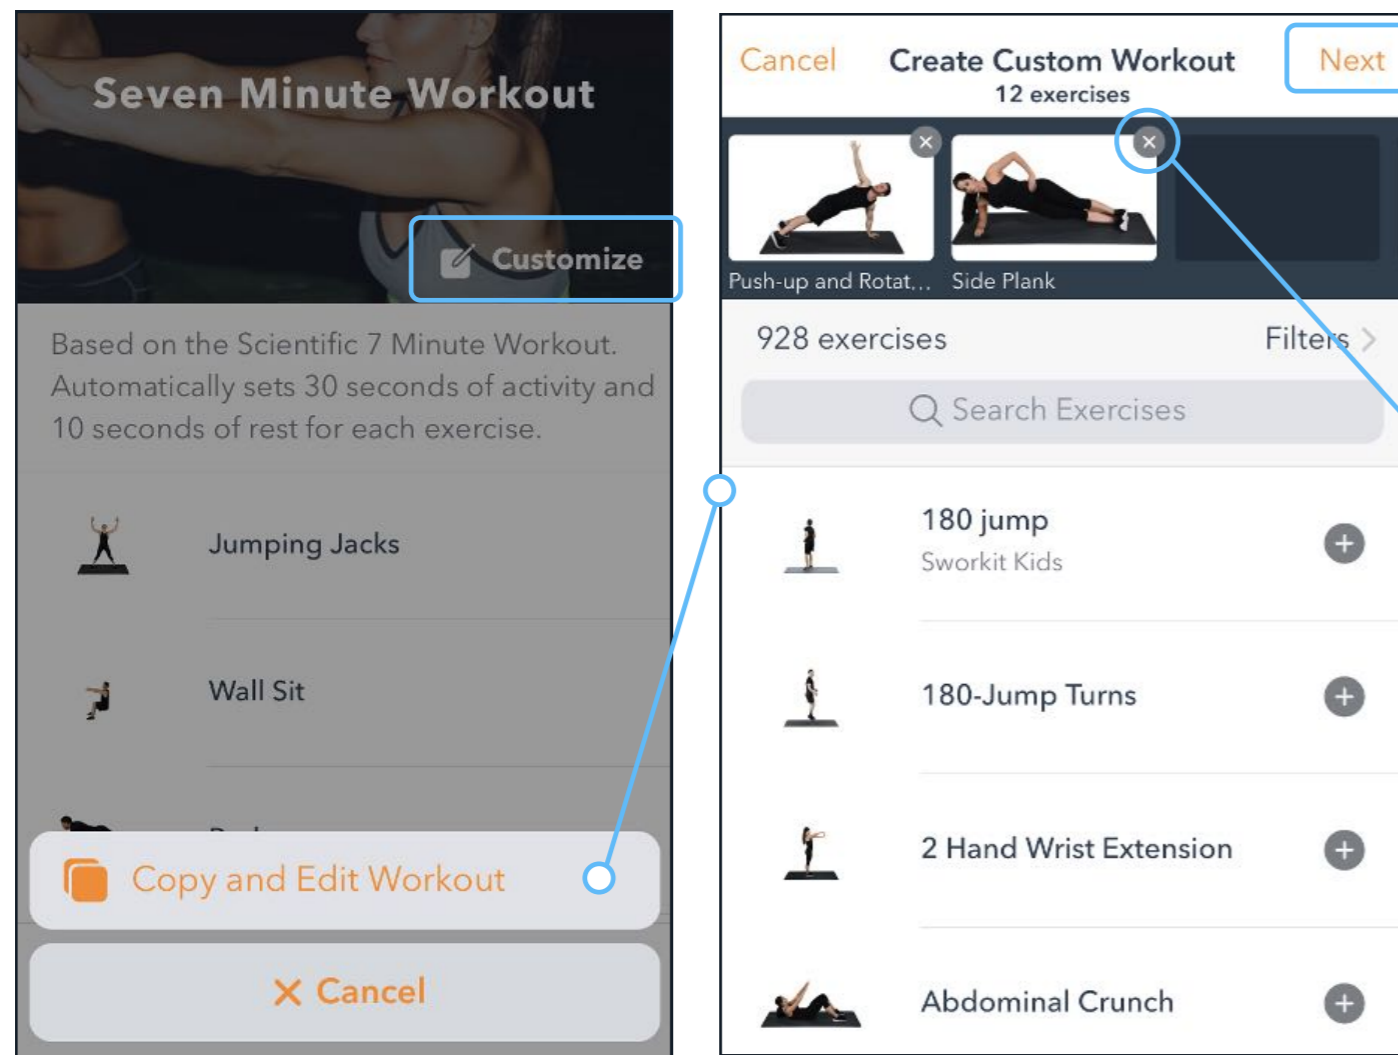 Seven Minute Workout
Customize
Based on the Scientific 7 Minute Workout.
Automatically sets 30 seconds of activity and
10 seconds of rest for each exercise.
Jumping Jacks
Wall Sit
Copy and Edit Workout
Cancel
Cancel
Create Custom Workout
Next
12 exercises
Push-up and Rotat...
Side Plank
928 exercises
Filters
Search Exercises
180 jump
Sworkit Kids
180-Jump Turns
2 Hand Wrist Extension
Abdominal Crunch